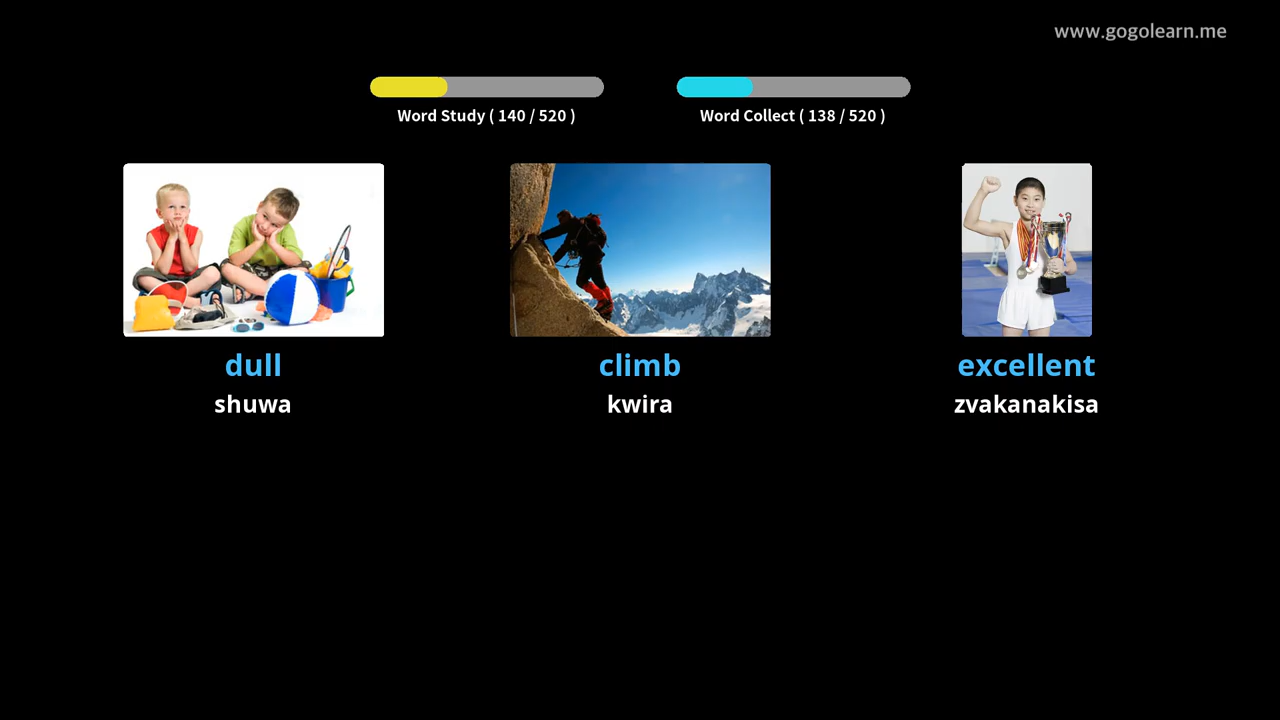 www.gogolearn.me
Word Study ( 140 / 520 )
Word Collect ( 138 / 520 )
dull
climb
excellent
shuwa
kwira
zvakanakisa